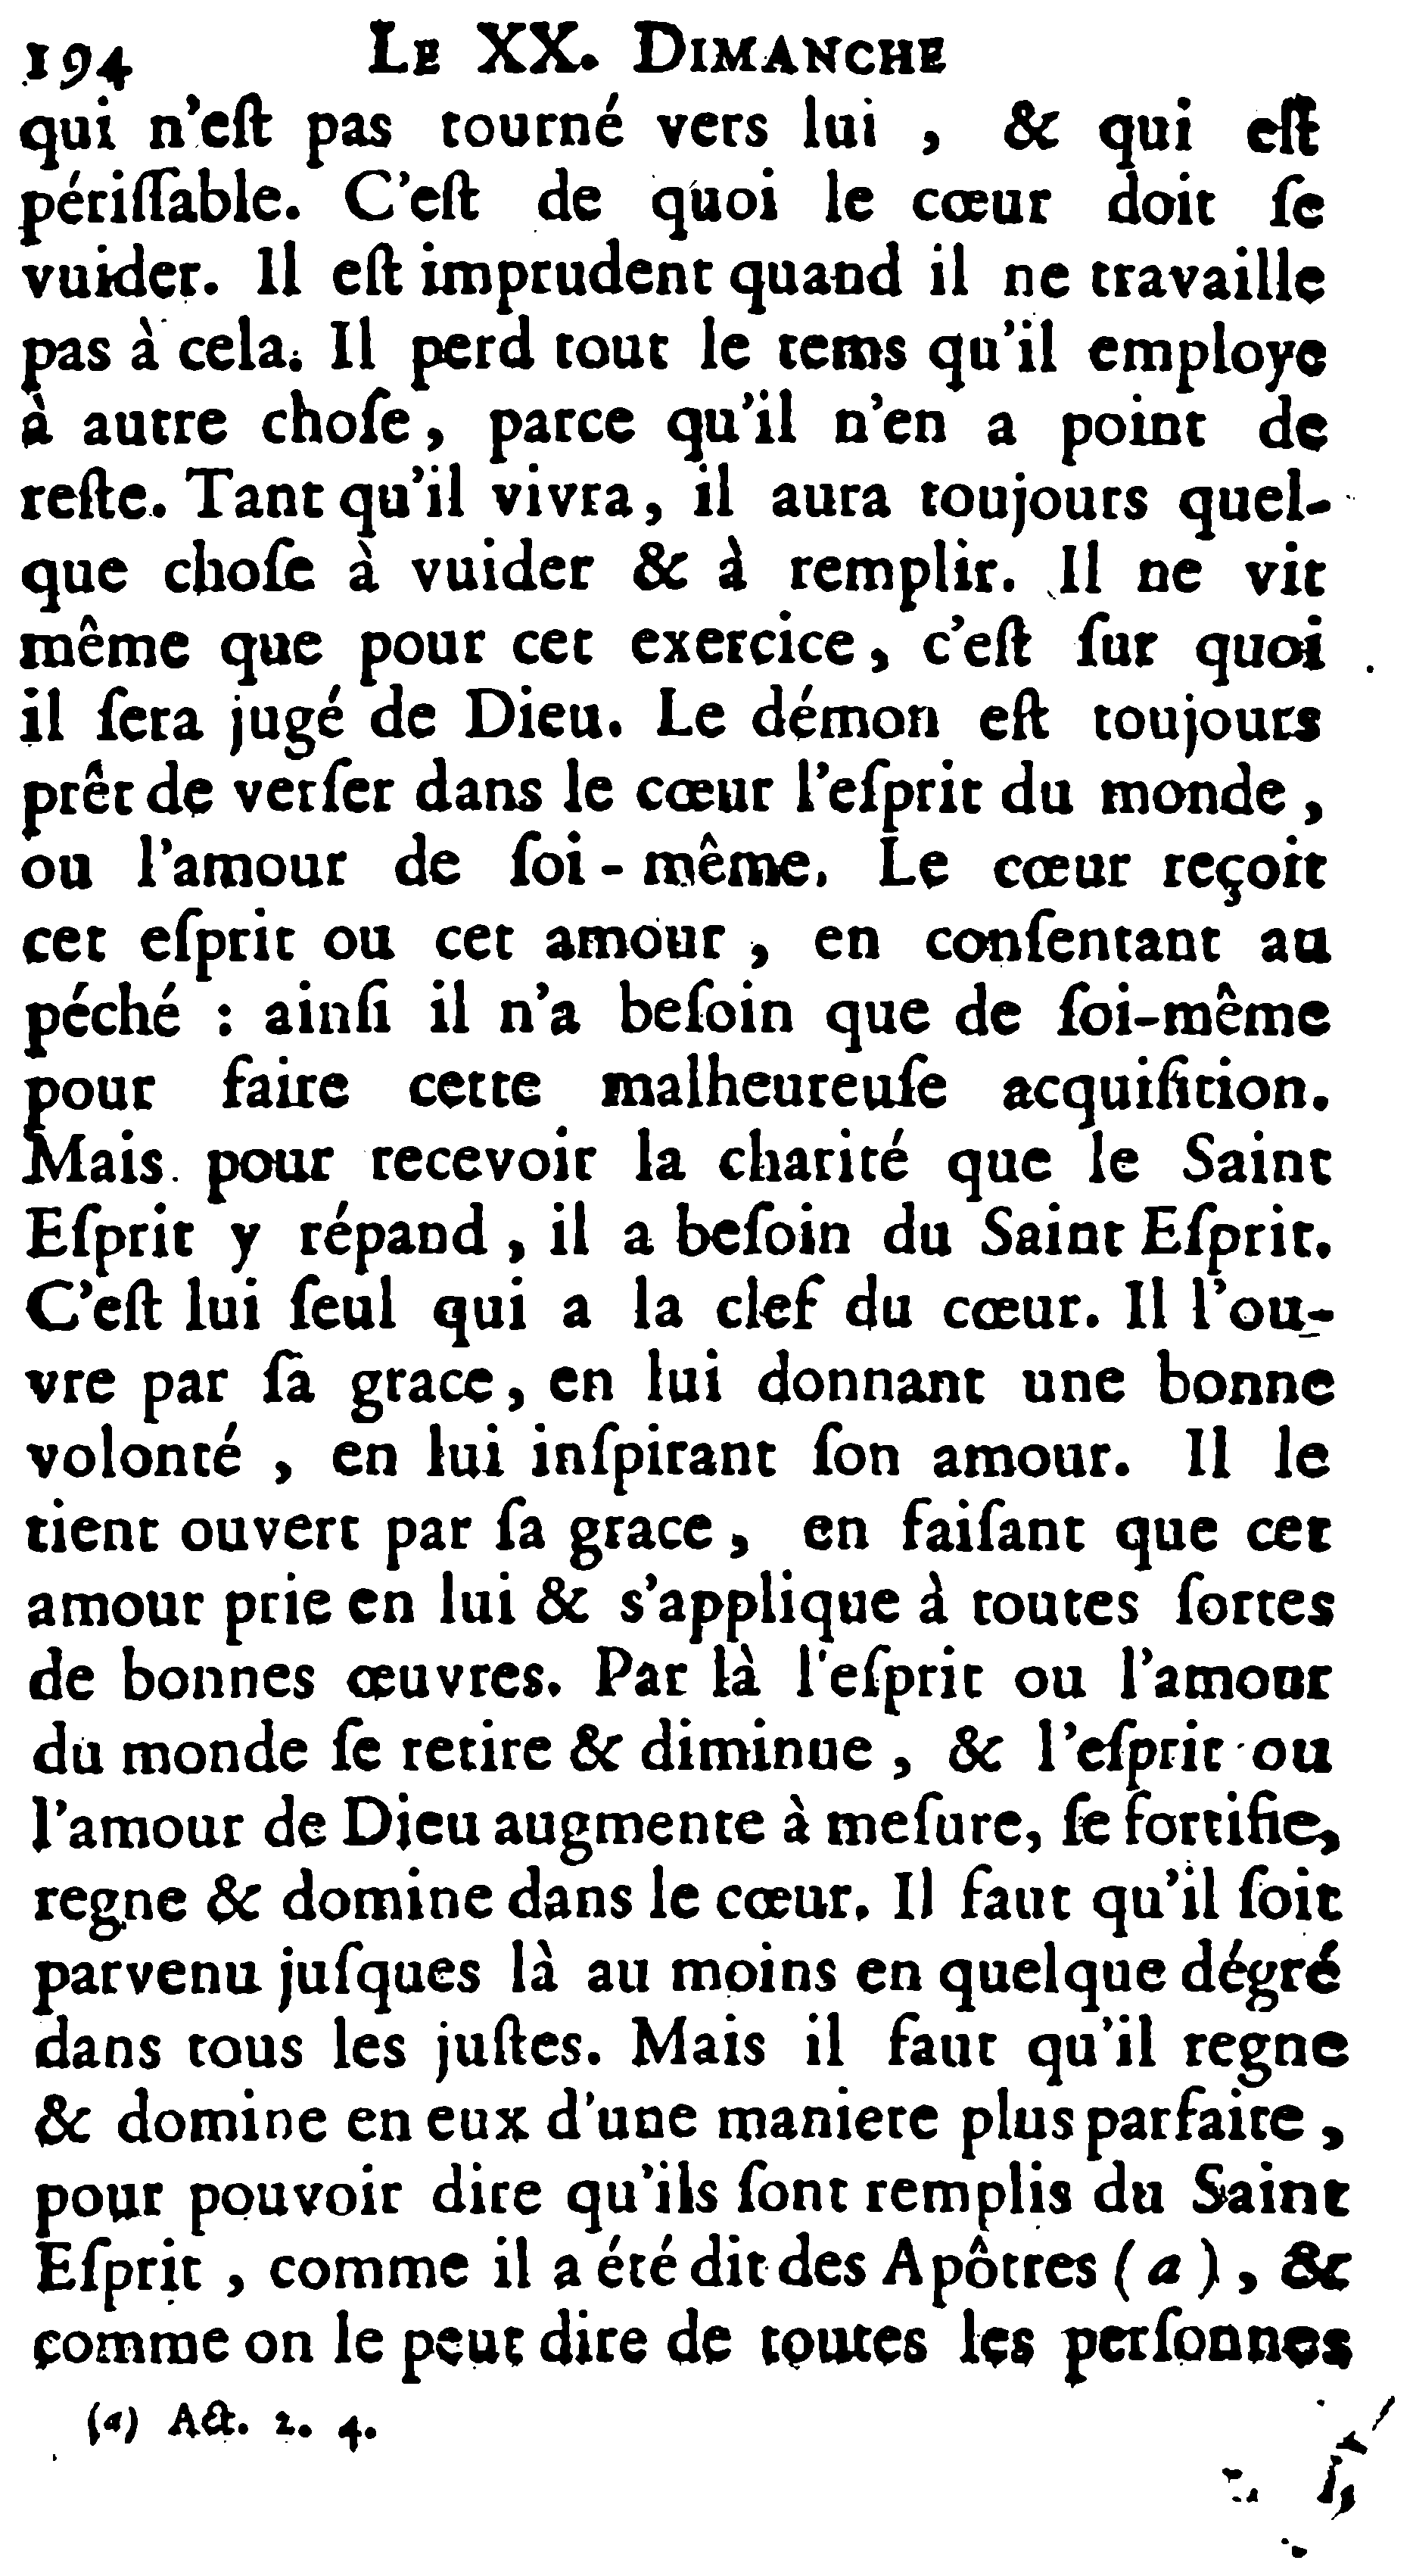 194 LE XX. DIMANCHE
qui n'eſt pas tourné vers lui , & qui eſt
périſſable. C'eſt de quoi le cœur doit ſe
vuider. Il eſt imprudent quand il ne travaille
pas à cela. Il perd tout le tems qu'il employe
à autre choſe, parce qu'il n'en a point de
reſte. Tant qu'il vivra, il aura toujours quel-
que choſe à vuider & à remplir. Il ne vit
même que pour cet exercice, c'eſt ſur quoi
il ſera jugé de Dieu. Le démon eſt toujours
prêt de verſer dans le cœur l'eſprit du monde ,
ou l'amour de ſoi-même. Le cœur reçoit
cet eſprit ou cet amour , en conſentant au
péché : ainſi il n'a beſoin que de ſoi-même
pour faire cette malheureuſe acquiſition.
Mais pour recevoir la charité que le Saint
Eſprit y répand , il a beſoin du Saint Eſprit.
C'eſt lui ſeul qui a la clef du cœur. Il l'ou-
vre par ſa grace, en lui donnant une bonne
volonté , en lui inſpirant ſon amour. Il le
tient ouvert par ſa grace, en faiſant que cet
amour prie en lui & s'applique à toutes ſortes
de bonnes œuvres. Par là l'eſprit ou l'amour
du monde ſe retire & diminue , & l'eſprit ou
l'amour de Dieu augmente à meſure, ſe fortifie,
regne & domine dans le cœur. Il faut qu'il ſoit
parvenu juſques là au moins en quelque dégré
dans tous les juſtes. Mais il faut qu'il regne
& domine en eux d'une maniere plus parfaite ,
pour pouvoir dire qu'ils ſont remplis du Saint
Eſprit , comme il a été dit des Apôtres (a) , &
comme on le peut dire de toutes les perſonnes
(a) Act. 2. 4.